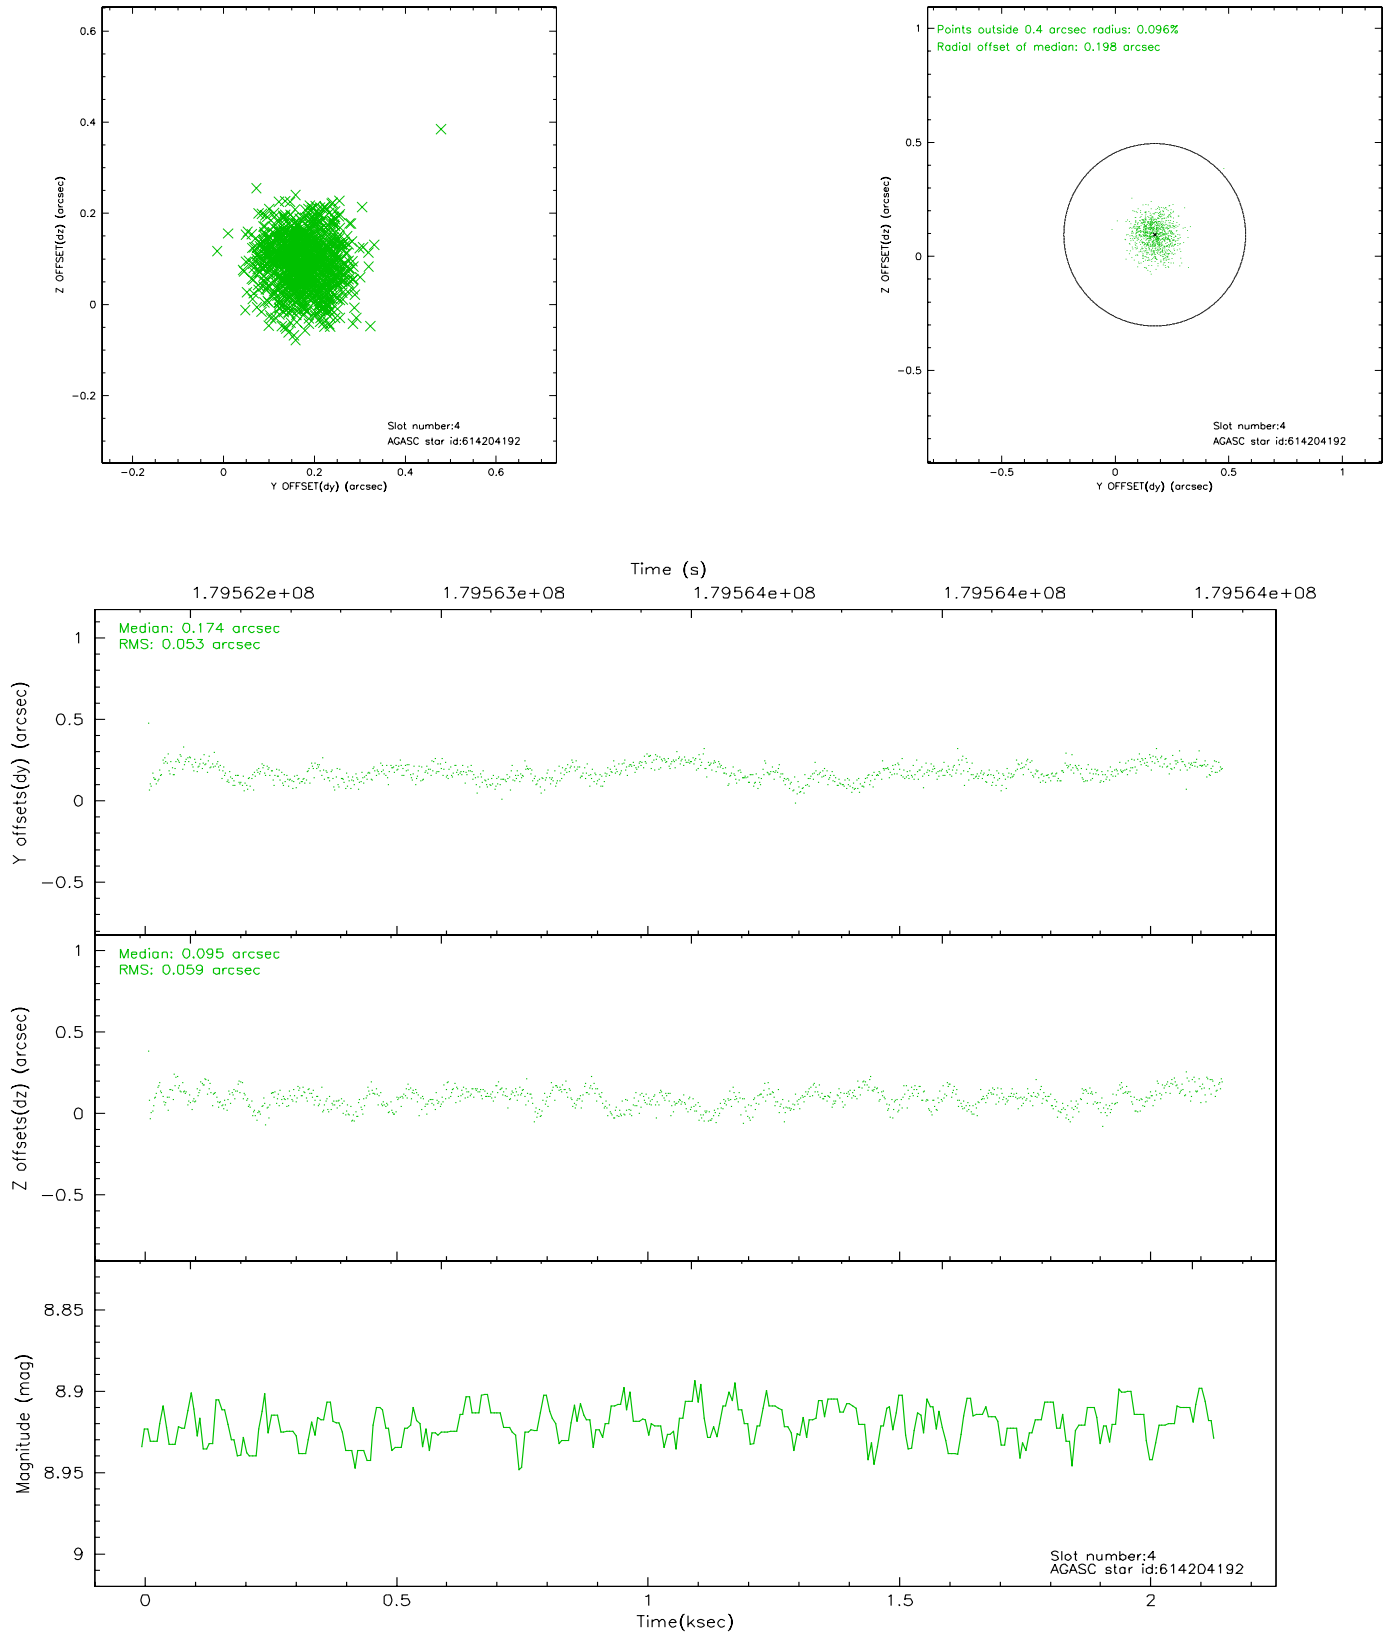 0.6
0.4
0.2
0
-0.2
Z OFFSET(dz) (arcsec)
Slot number:4
AGASC star id:614204192
-0.2 0 0.2 0.4 0.6
Y OFFSET(dy) (arcsec)
Points outside 0.4 arcsec radius: 0.096%
Radial offset of median: 0.198 arcsec
1
0.5
0
-0.5
Z OFFSET(dz) (arcsec)
Slot number:4
AGASC star id:614204192
-0.5 0 0.5 1
Y OFFSET(dy) (arcsec)
Time (s)
1.79562e+08 1.79563e+08 1.79564e+08 1.79564e+08 1.79564e+08
Median: 0.174 arcsec
RMS: 0.053 arcsec
1
0.5
0
-0.5
Y offsets(dy) (arcsec)
Median: 0.095 arcsec
RMS: 0.059 arcsec
1
0.5
0
-0.5
Z offsets(dz) (arcsec)
8.85
8.9
8.95
9
Magnitude (mag)
Slot number:4
AGASC star id:614204192
0 0.5 1 1.5 2
Time(ksec)